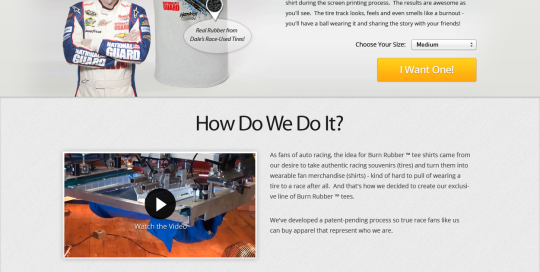 shirt during the screen printing process. The results are awesome as
you'll see. The tire track looks, feels and even smells like a burnout -
you'll have a ball wearing it and sharing the story with your friends!
Real Rubber from
Dale's Race-Used Tires!
NATIONAL
GUARD
NATIONAL
GUARD
Choose Your Size: Medium
I Want One!
How Do We Do It?
Watch the Video
As fans of auto racing, the idea for Burn Rubber ™ tee shirts came from
our desire to take authentic racing souvenirs (tires) and turn them into
wearable fan merchandise (shirts) - kind of hard to pull of wearing a
tire to a race after all. And that's how we decided to create our exclusi-
ve line of Burn Rubber ™ tees.
We've developed a patent-pending process so true race fans like us
can buy apparel that represent who we are.